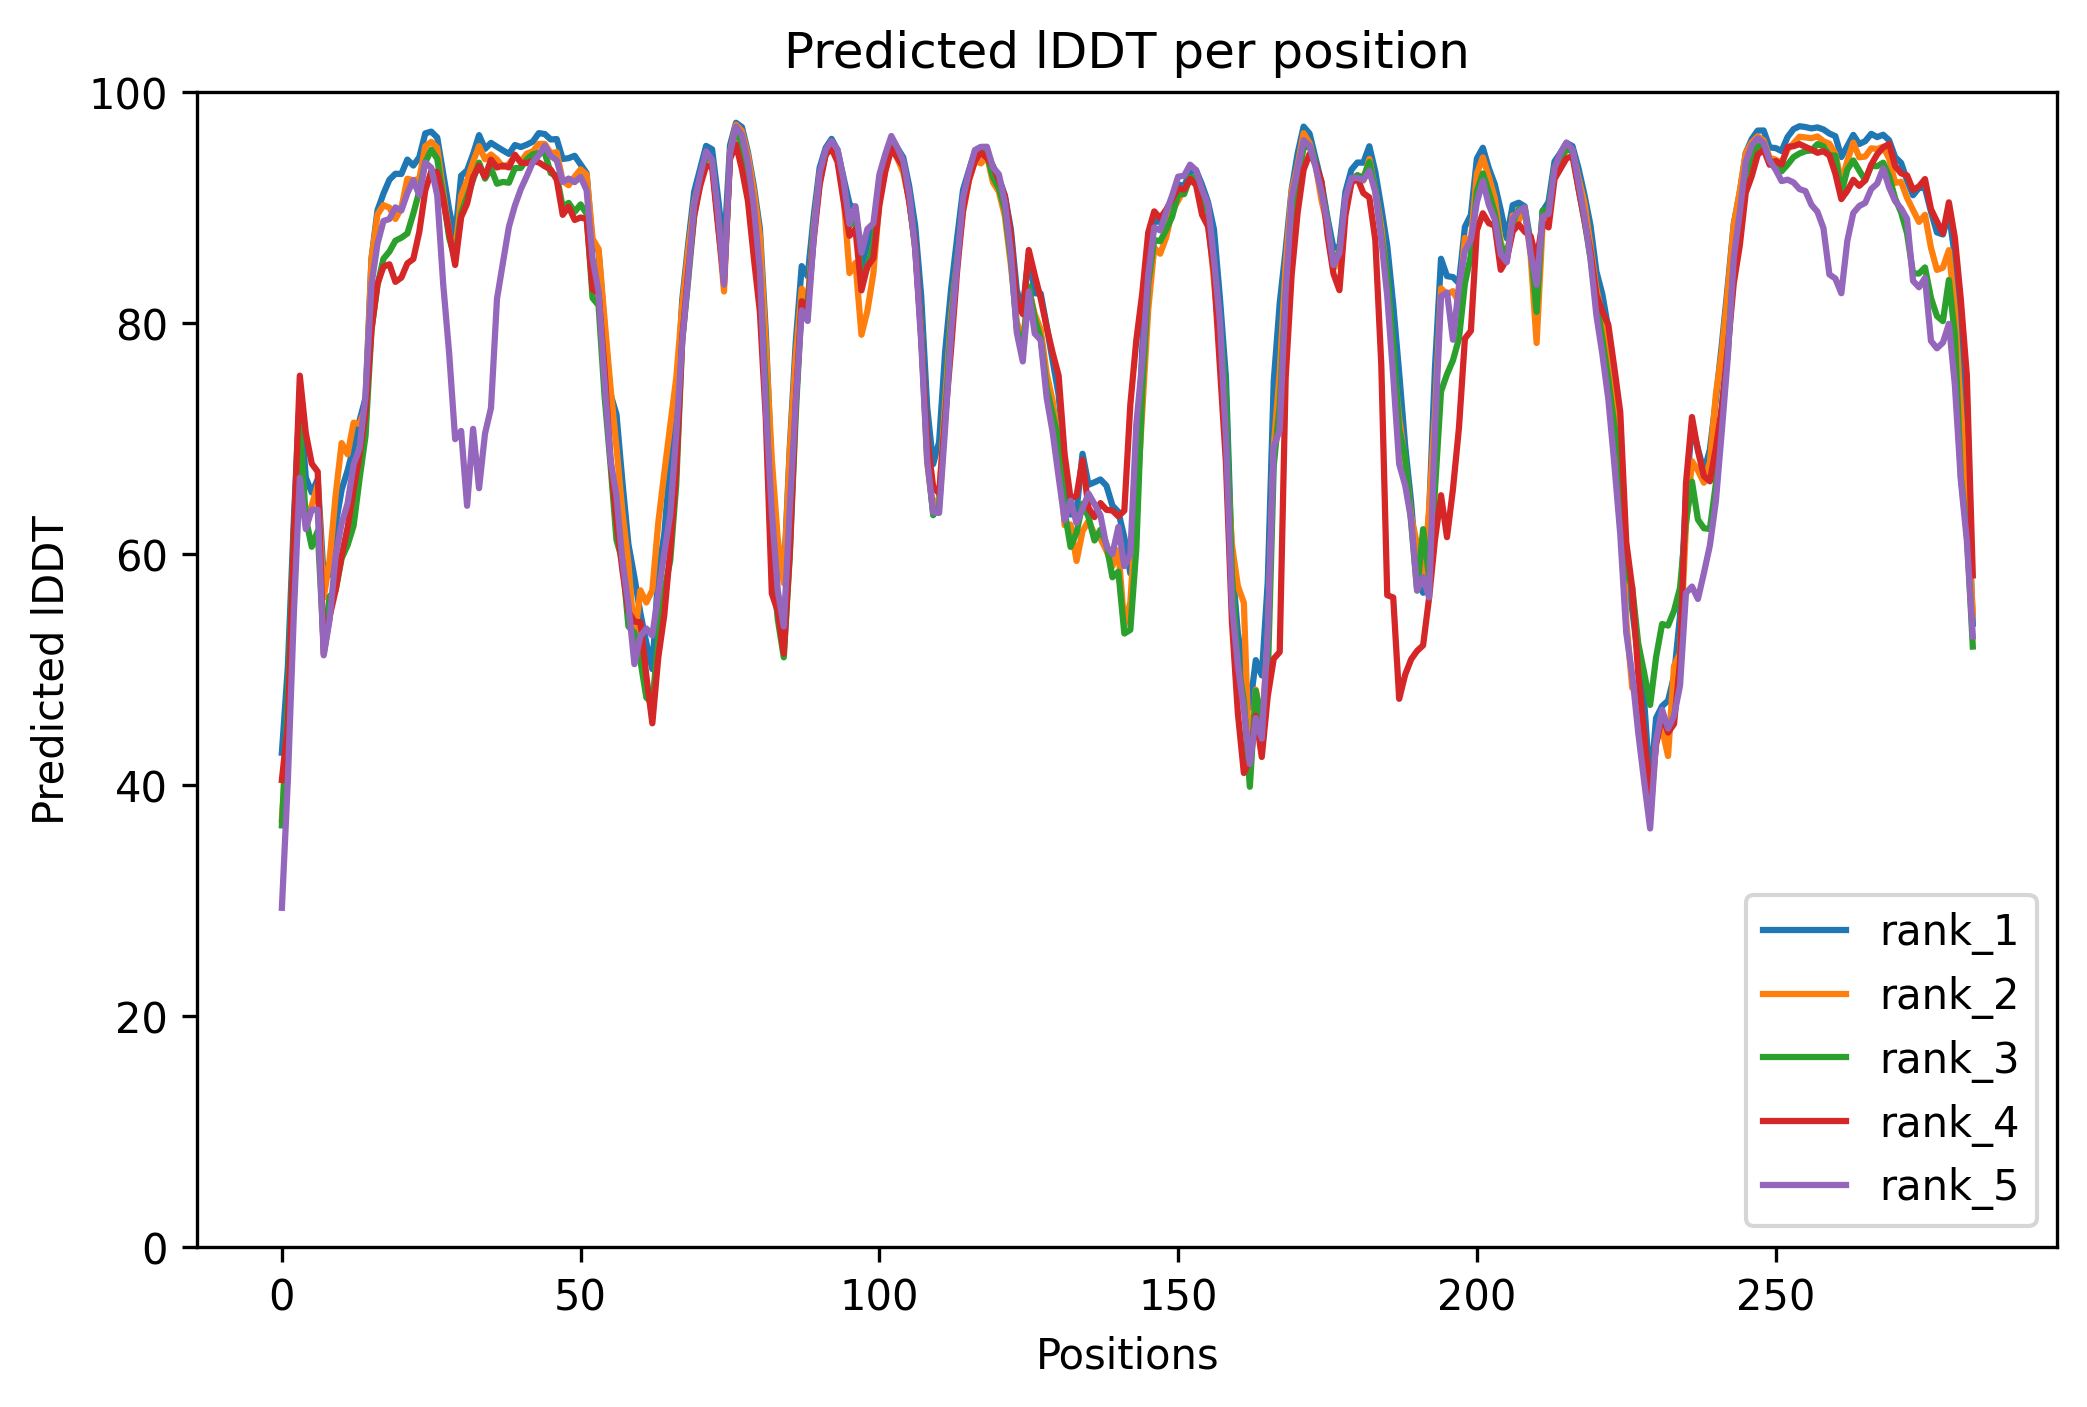 Predicted lDDT per position
Predicted lDDT
100
80
60
40
20
0
0 50 100 150 200 250
Positions
rank_1
rank_2
rank_3
rank_4
rank_5